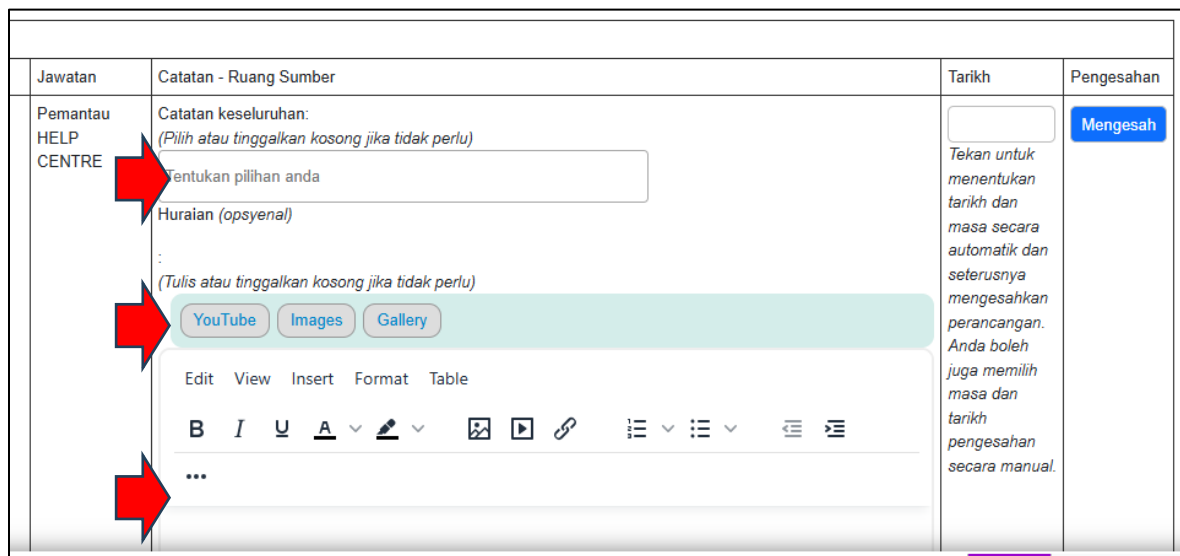 Jawatan
Catatan - Ruang Sumber
Tarikh
Pengesahan
Pemantau
HELP
CENTRE
Catatan keseluruhan:
(Pilih atau tinggalkan kosong jika tidak perlu)
Tentukan pilihan anda
Huraian (opsyenal)
:
(Tulis atau tinggalkan kosong jika tidak perlu)
YouTube Images Gallery
Edit View Insert Format Table
B I U A
•••
Tekan untuk
menentukan
tarikh dan
masa secara
automatik dan
seterusnya
mengesahkan
perancangan.
Anda boleh
juga memilih
masa dan
tarikh
pengesahan
secara manual.
Mengesah